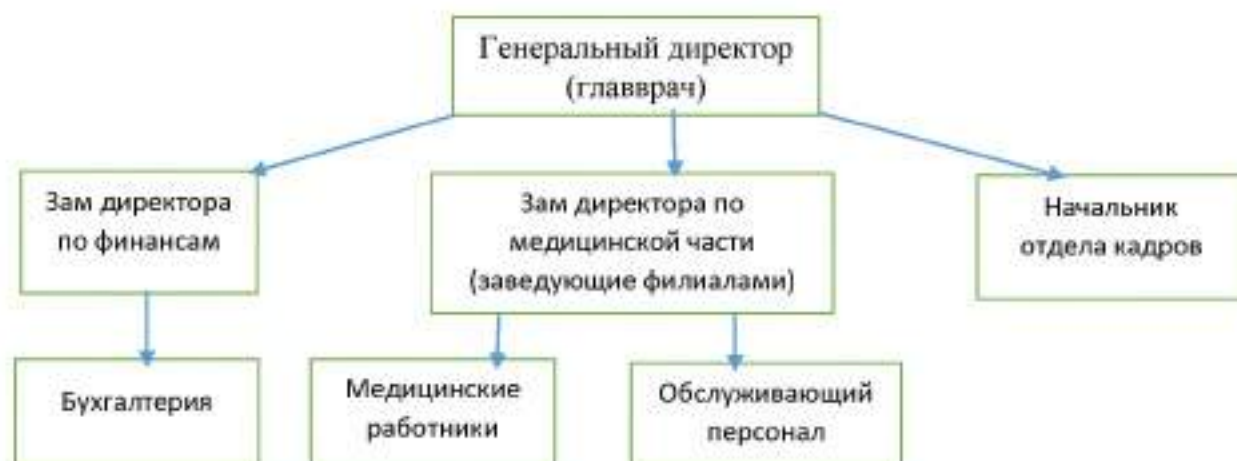 Генеральный директор
(главврач)
Зам директора
по финансам
Зам директора по
медицинской части
(заведующие филиалами)
Начальник
отдела кадров
Бухгалтерия
Медицинские
работники
Обслуживающий
персонал